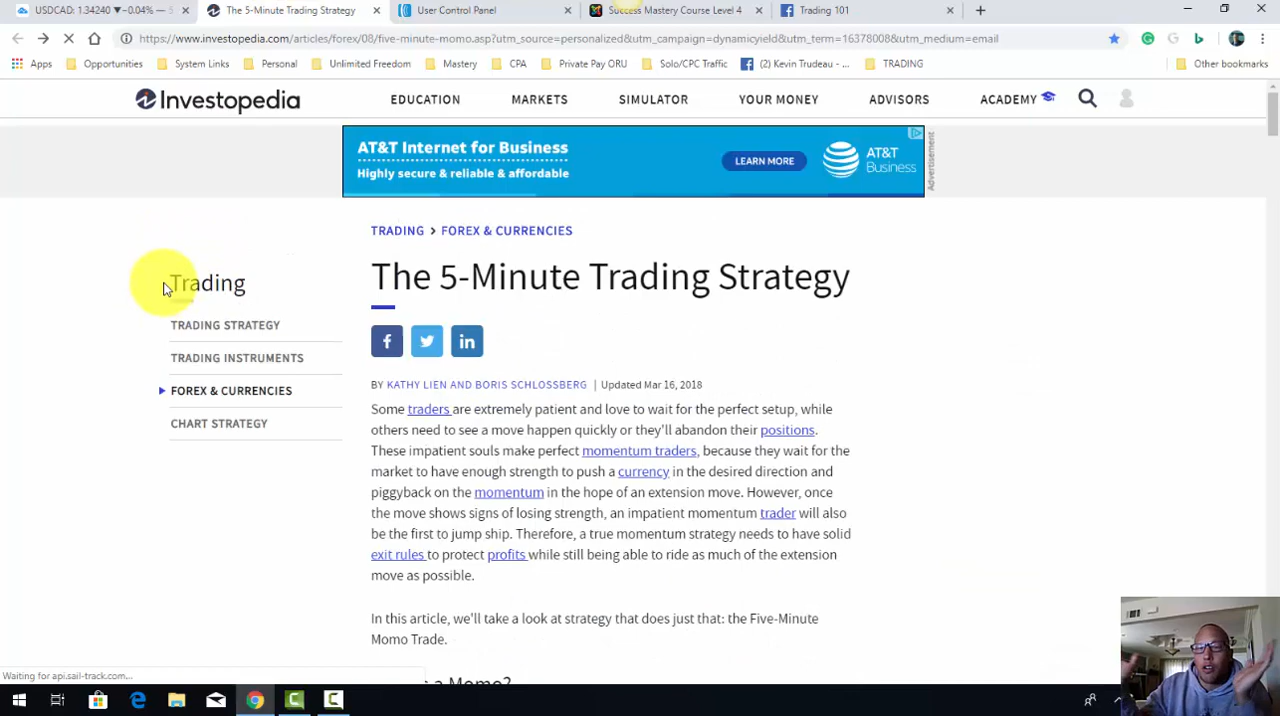 USDCAD: 1.34240 ▼−0.04% — S
The 5-Minute Trading Strategy
User Control Panel
Success Mastery Course Level 4
Trading 101
https://www.investopedia.com/articles/forex/08/five-minute-momo.asp?utm_source=personalized&utm_campaign=dynamicyield&utm_term=16378008&utm_medium=email
Apps
Opportunities
System Links
Personal
Unlimited Freedom
Mastery
CPA
Private Pay ORU
Solo/CPC Traffic
(0) Kevin Trudeau - ...
TRADING
Other bookmarks
Investopedia
EDUCATION
MARKETS
SIMULATOR
YOUR MONEY
ADVISORS
ACADEMY
AT&T Internet for Business
Highly secure & reliable & affordable
LEARN MORE
AT&T
Business
Advertisement
TRADING > FOREX & CURRENCIES
Trading
TRADING STRATEGY
TRADING INSTRUMENTS
FOREX & CURRENCIES
CHART STRATEGY
The 5-Minute Trading Strategy
BY KATHY LIEN AND BORIS SCHLOSSBERG | Updated Mar 16, 2018
Some traders are extremely patient and love to wait for the perfect setup, while
others need to see a move happen quickly or they'll abandon their positions.
These impatient souls make perfect momentum traders, because they wait for the
market to have enough strength to push a currency in the desired direction and
piggyback on the momentum in the hope of an extension move. However, once
the move shows signs of losing strength, an impatient momentum trader will also
be the first to jump ship. Therefore, a true momentum strategy needs to have solid
exit rules to protect profits while still being able to ride as much of the extension
move as possible.
In this article, we'll take a look at strategy that does just that: the Five-Minute
Momo Trade.
a Momo?
Waiting for api.sail-track.com...